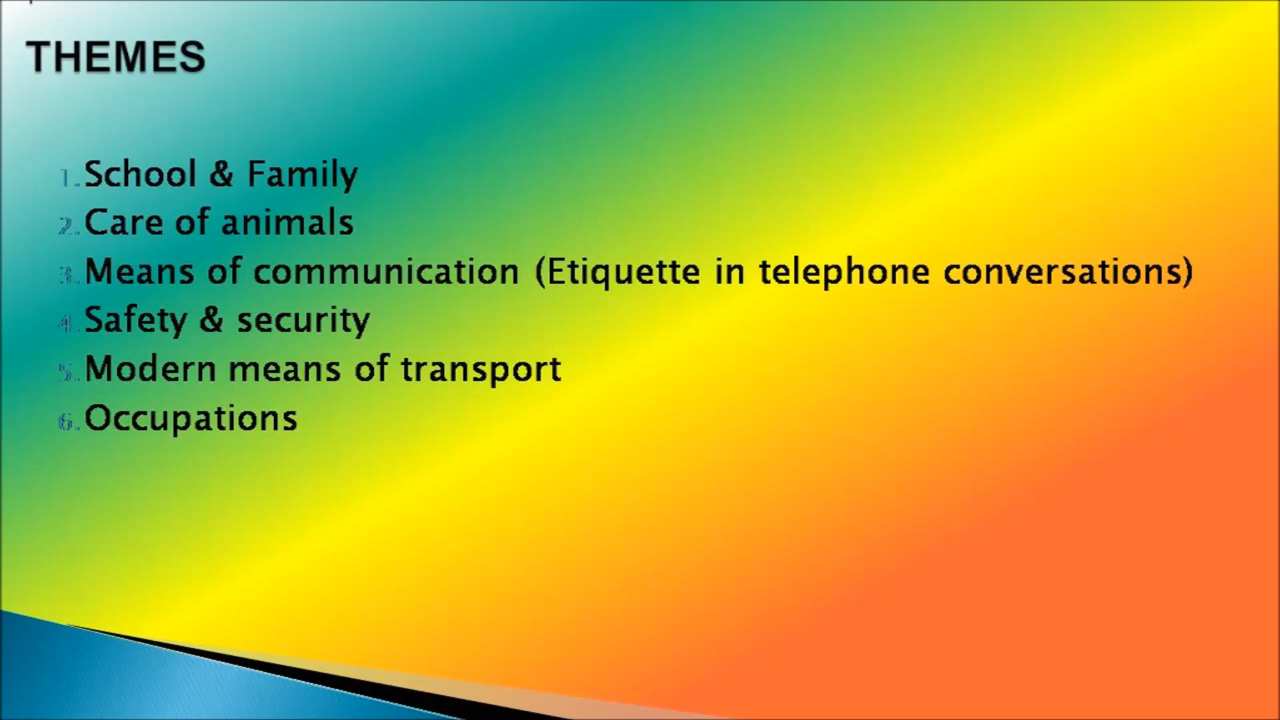 THEMES
1. School & Family
2. Care of animals
3. Means of communication (Etiquette in telephone conversations)
4. Safety & security
5. Modern means of transport
6. Occupations